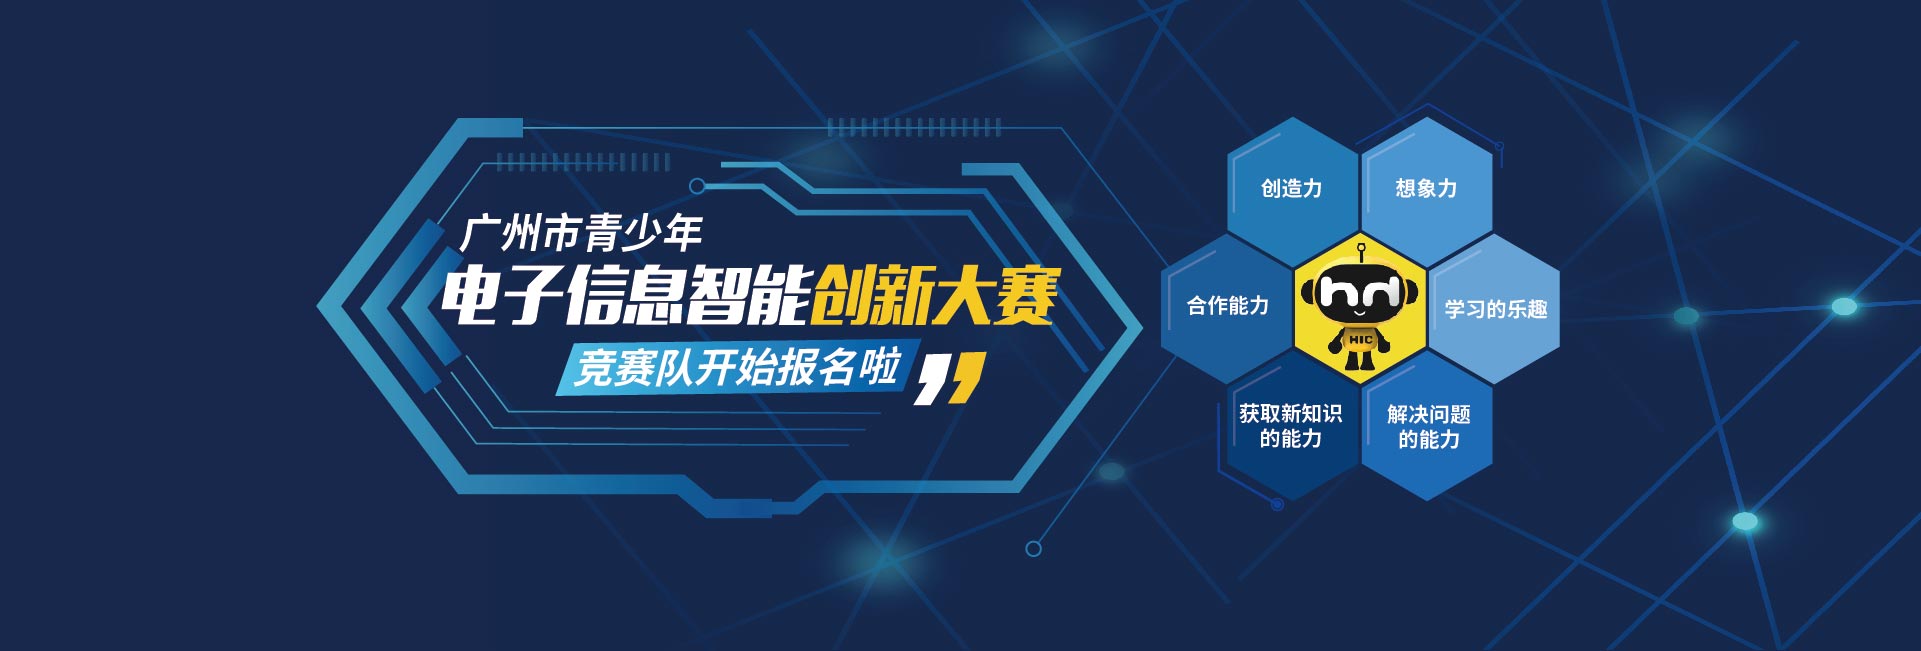 广州市青少年
电子信息智能创新大赛
竞赛队开始报名啦
创造力
想象力
合作能力
HIC
学习的乐趣
获取新知识
的能力
解决问题
的能力